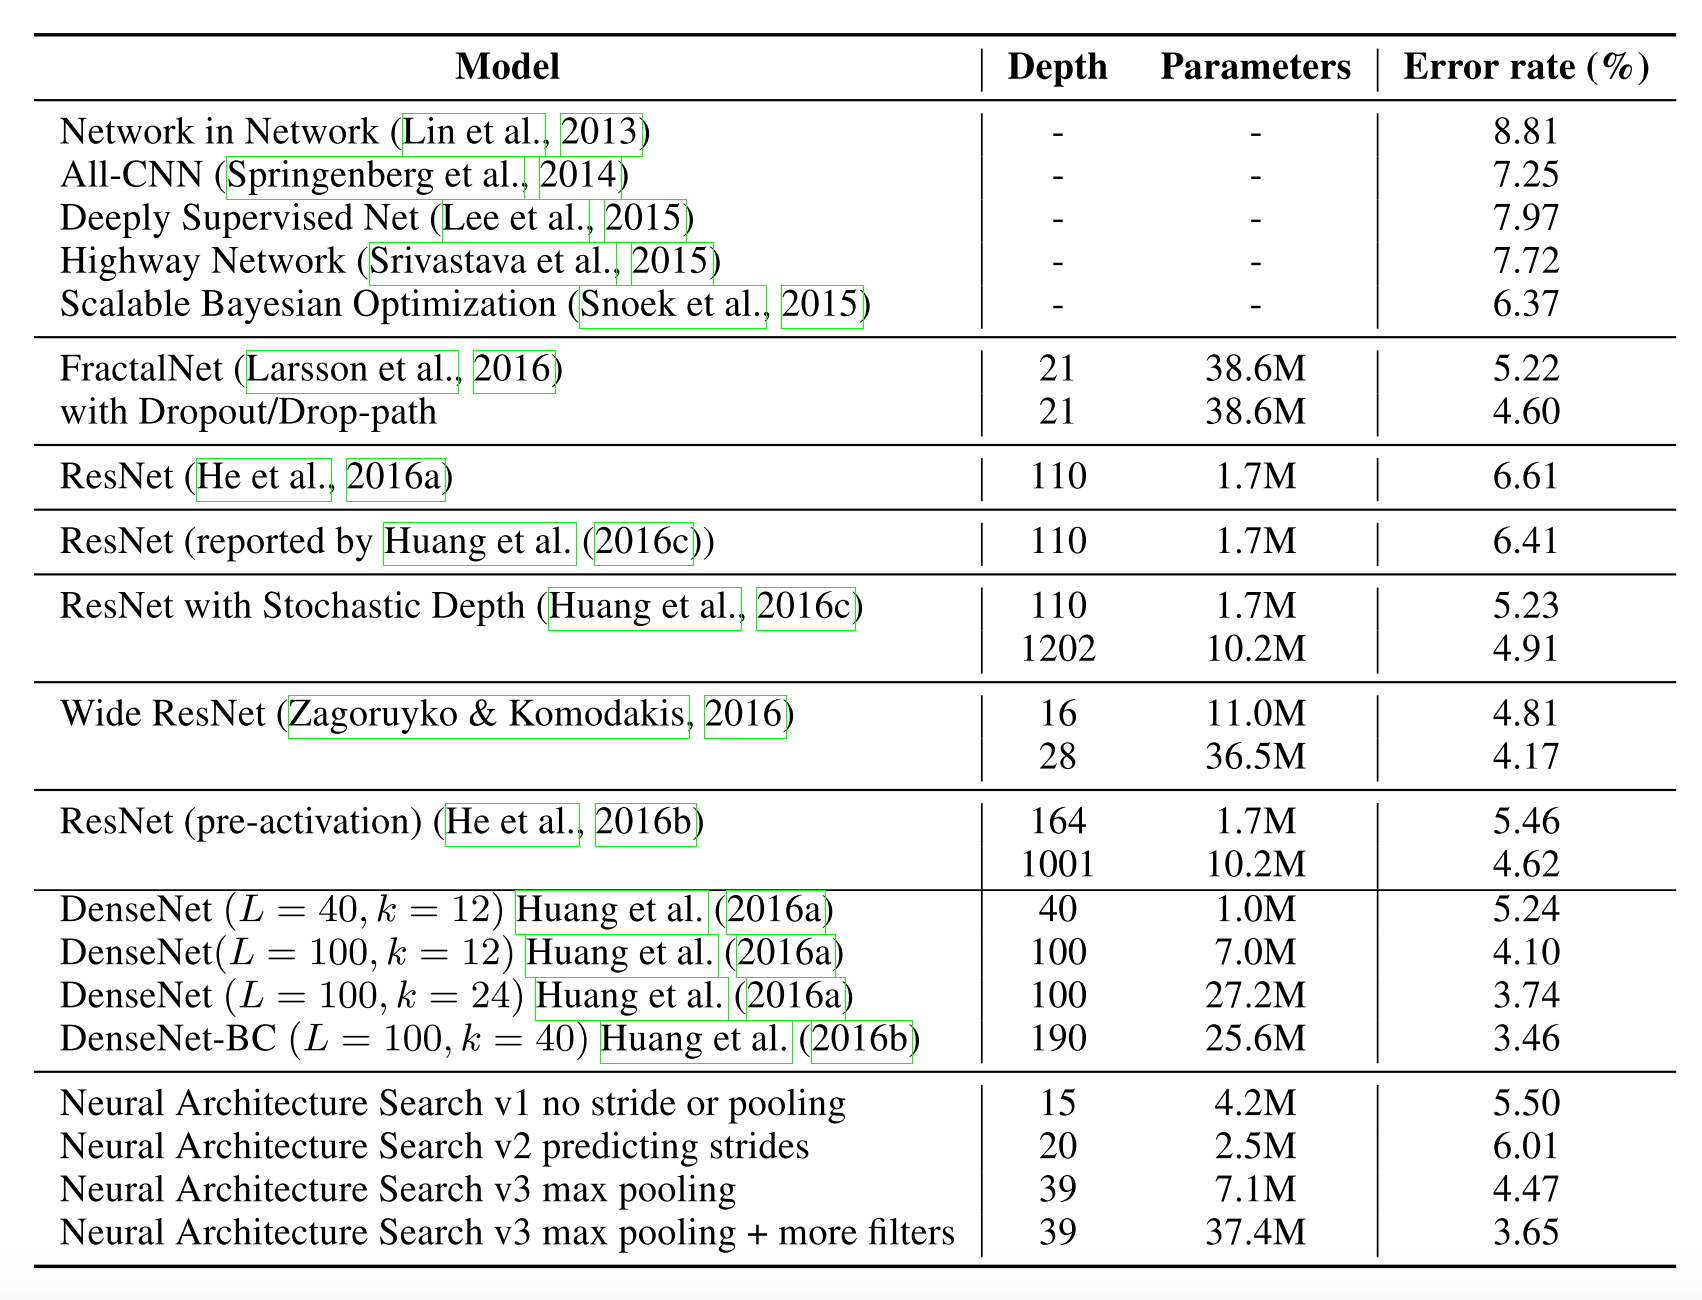 Model Depth Parameters Error rate (%)
Network in Network (Lin et al., 2013) - - 8.81
All-CNN (Springenberg et al., 2014) - - 7.25
Deeply Supervised Net (Lee et al., 2015) - - 7.97
Highway Network (Srivastava et al., 2015) - - 7.72
Scalable Bayesian Optimization (Snoek et al., 2015) - - 6.37
FractalNet (Larsson et al., 2016) 21 38.6M 5.22
with Dropout/Drop-path 21 38.6M 4.60
ResNet (He et al., 2016a) 110 1.7M 6.61
ResNet (reported by Huang et al. (2016c)) 110 1.7M 6.41
ResNet with Stochastic Depth (Huang et al., 2016c) 110 1.7M 5.23
1202 10.2M 4.91
Wide ResNet (Zagoruyko & Komodakis, 2016) 16 11.0M 4.81
28 36.5M 4.17
ResNet (pre-activation) (He et al., 2016b) 164 1.7M 5.46
1001 10.2M 4.62
DenseNet (L = 40, k = 12) Huang et al. (2016a) 40 1.0M 5.24
DenseNet(L = 100, k = 12) Huang et al. (2016a) 100 7.0M 4.10
DenseNet (L = 100, k = 24) Huang et al. (2016a) 100 27.2M 3.74
DenseNet-BC (L = 100, k = 40) Huang et al. (2016b) 190 25.6M 3.46
Neural Architecture Search v1 no stride or pooling 15 4.2M 5.50
Neural Architecture Search v2 predicting strides 20 2.5M 6.01
Neural Architecture Search v3 max pooling 39 7.1M 4.47
Neural Architecture Search v3 max pooling + more filters 39 37.4M 3.65